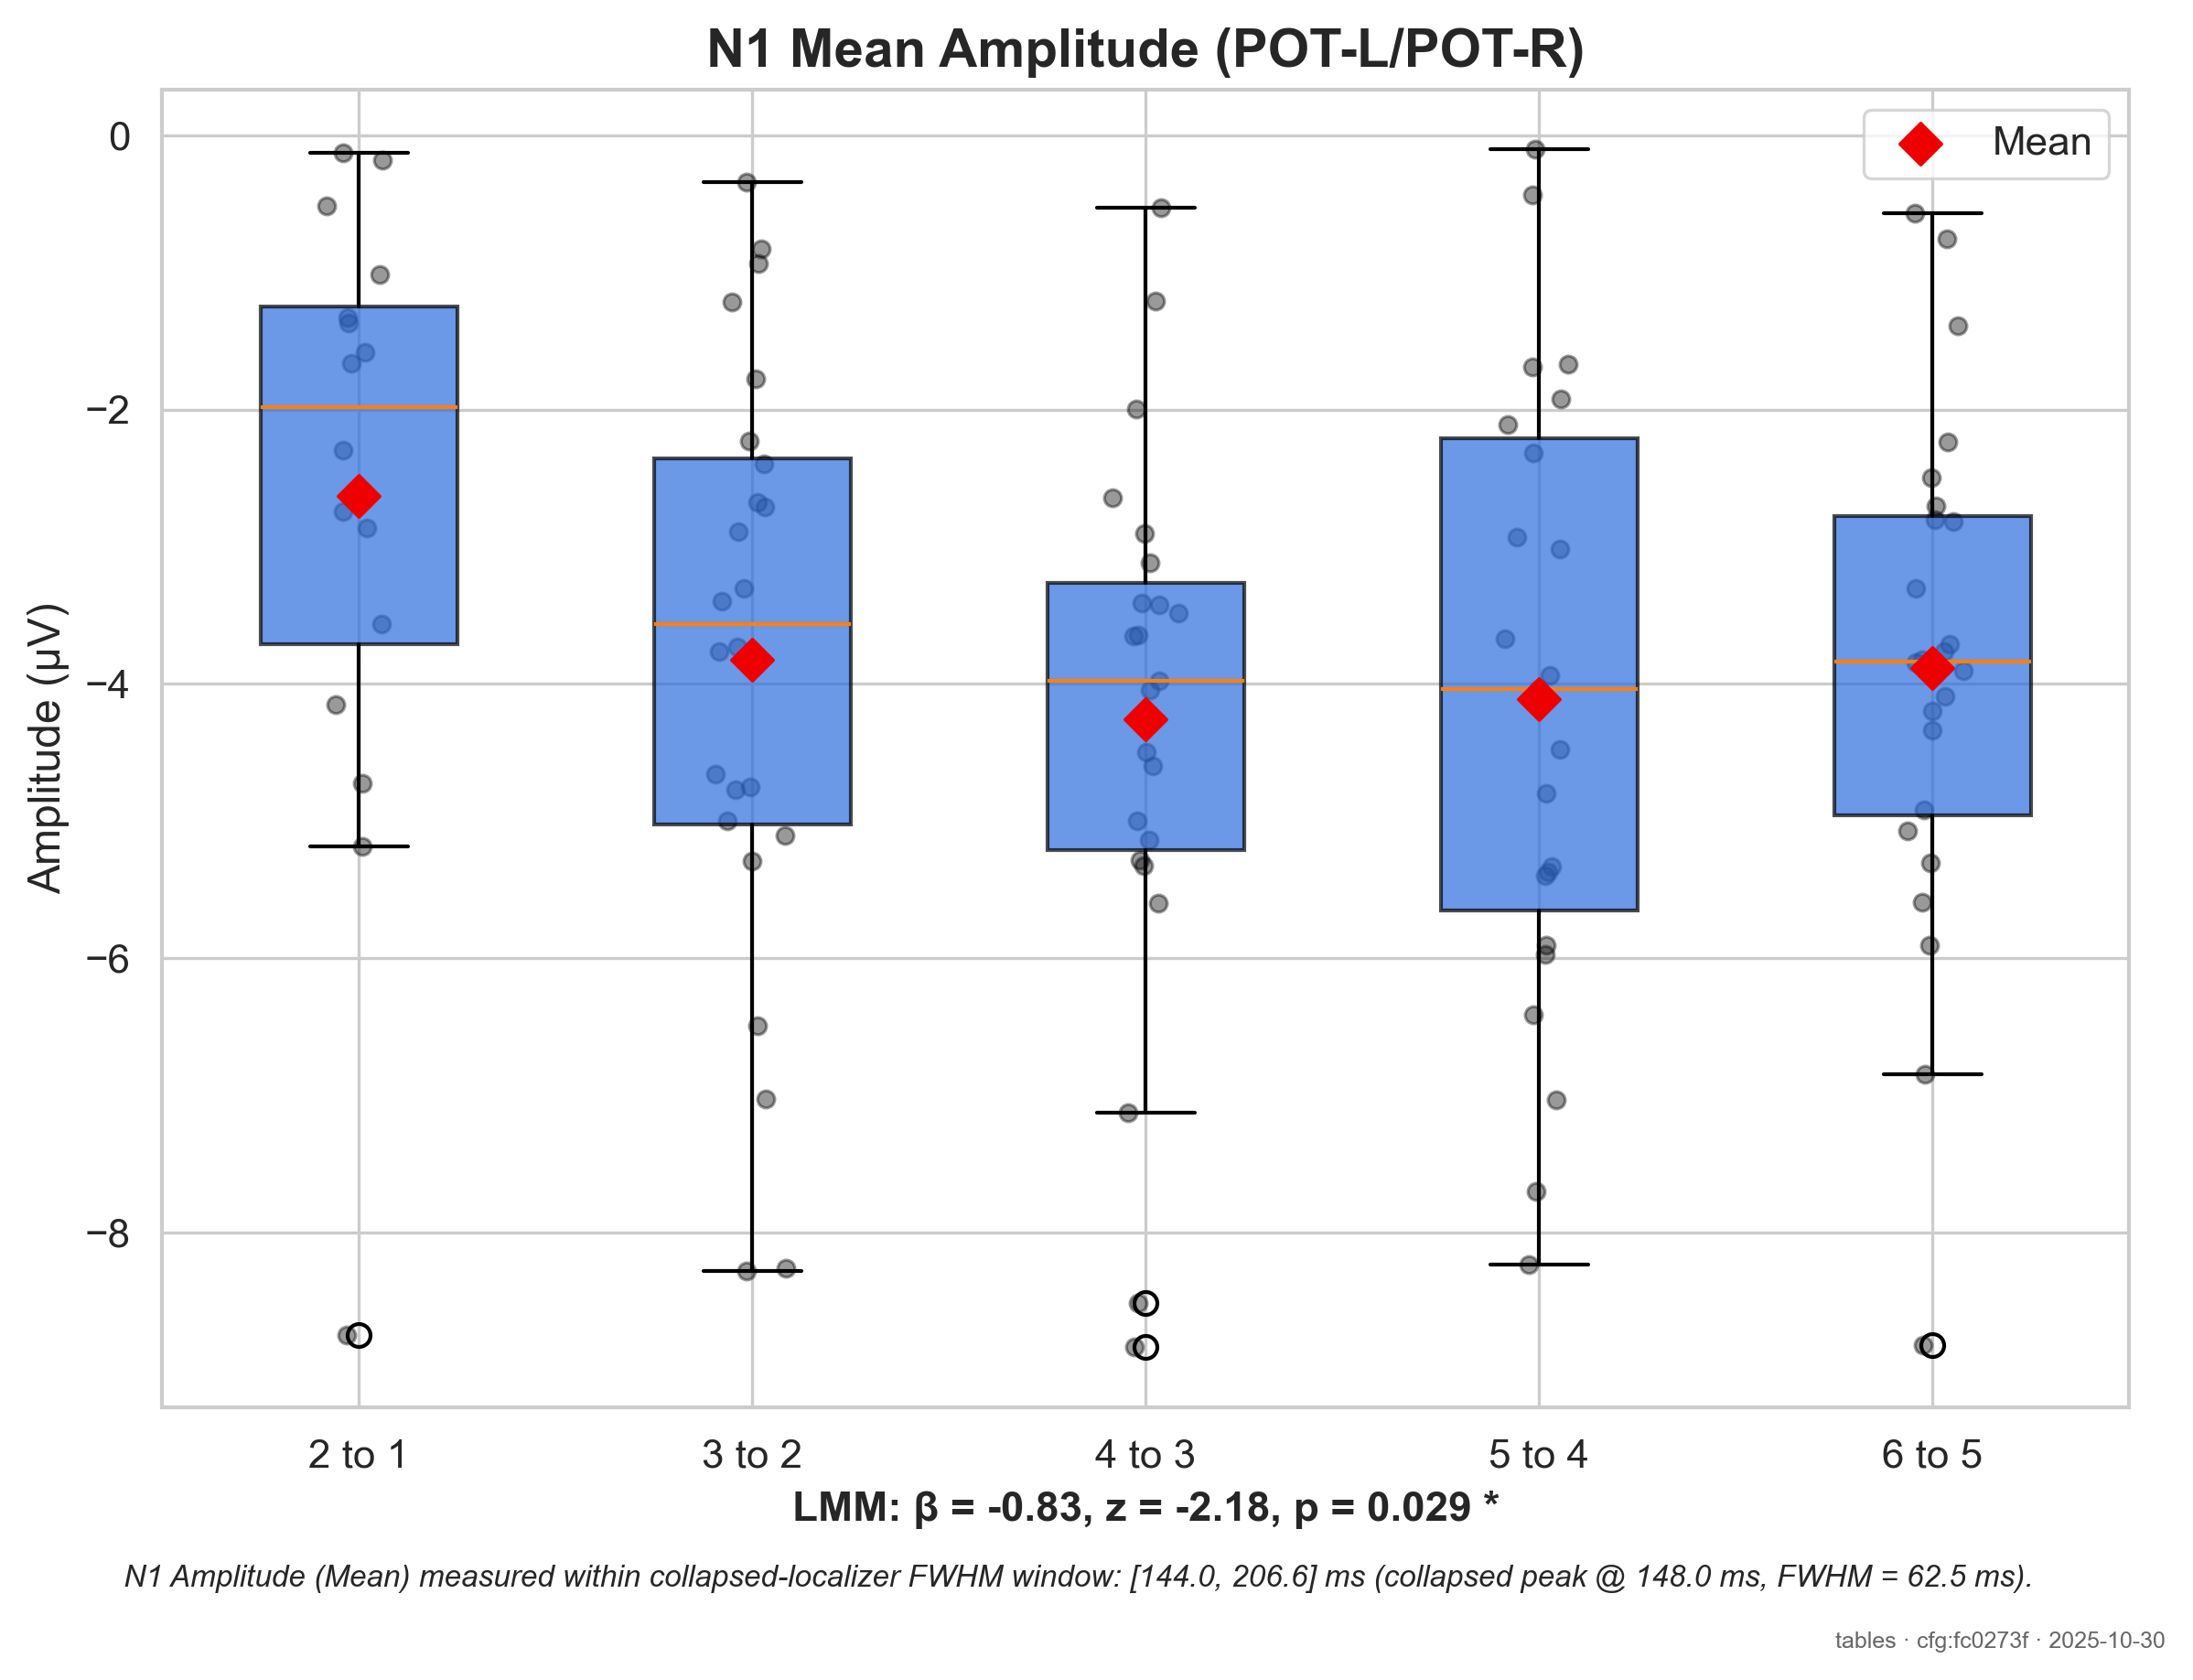 N1 Mean Amplitude (POT-L/POT-R)
Mean
0
−2
−4
−6
−8
Amplitude (µV)
2 to 1 3 to 2 4 to 3 5 to 4 6 to 5
LMM: β = -0.83, z = -2.18, p = 0.029 *
N1 Amplitude (Mean) measured within collapsed-localizer FWHM window: [144.0, 206.6] ms (collapsed peak @ 148.0 ms, FWHM = 62.5 ms).
tables · cfg:fc0273f · 2025-10-30